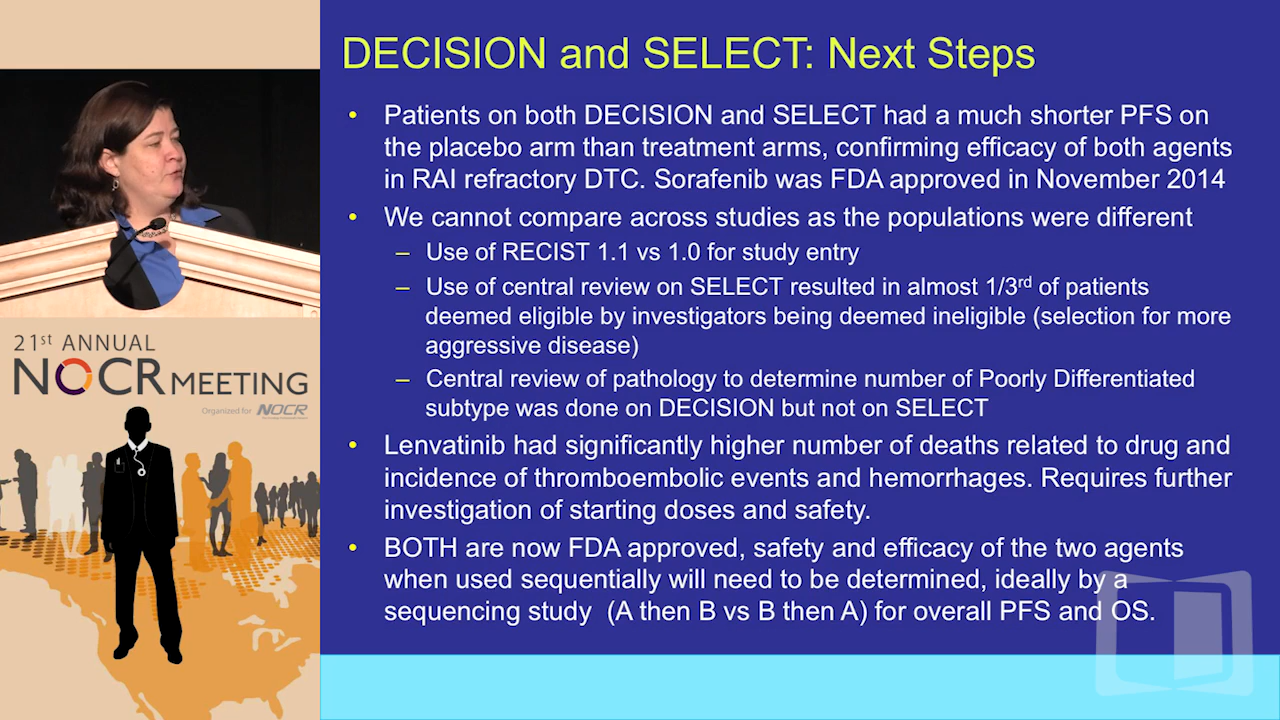 DECISION and SELECT: Next Steps
• Patients on both DECISION and SELECT had a much shorter PFS on
the placebo arm than treatment arms, confirming efficacy of both agents
in RAI refractory DTC. Sorafenib was FDA approved in November 2014
• We cannot compare across studies as the populations were different
– Use of RECIST 1.1 vs 1.0 for study entry
– Use of central review on SELECT resulted in almost 1/3rd of patients
deemed eligible by investigators being deemed ineligible (selection for more
aggressive disease)
– Central review of pathology to determine number of Poorly Differentiated
subtype was done on DECISION but not on SELECT
• Lenvatinib had significantly higher number of deaths related to drug and
incidence of thromboembolic events and hemorrhages. Requires further
investigation of starting doses and safety.
• BOTH are now FDA approved, safety and efficacy of the two agents
when used sequentially will need to be determined, ideally by a
sequencing study (A then B vs B then A) for overall PFS and OS.
21st ANNUAL
NOCR MEETING
Organized for NOCR